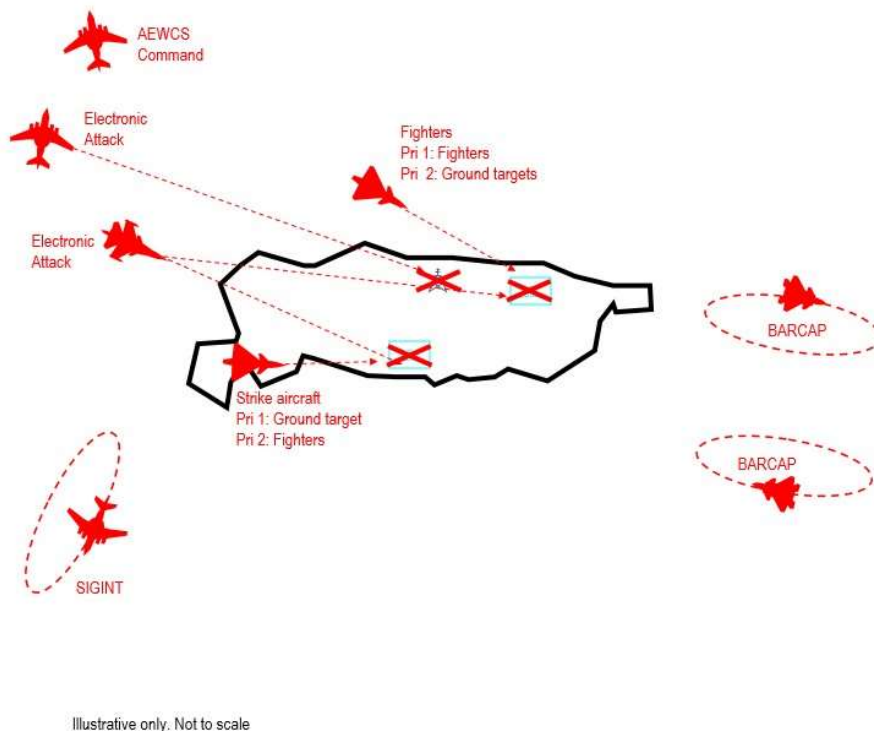 AEWCS
Command
Electronic
Attack
Fighters
Pri 1: Fighters
Pri 2: Ground targets
Electronic
Attack
BARCAP
Strike aircraft
Pri 1: Ground target
Pri 2: Fighters
BARCAP
SIGINT
Illustrative only. Not to scale